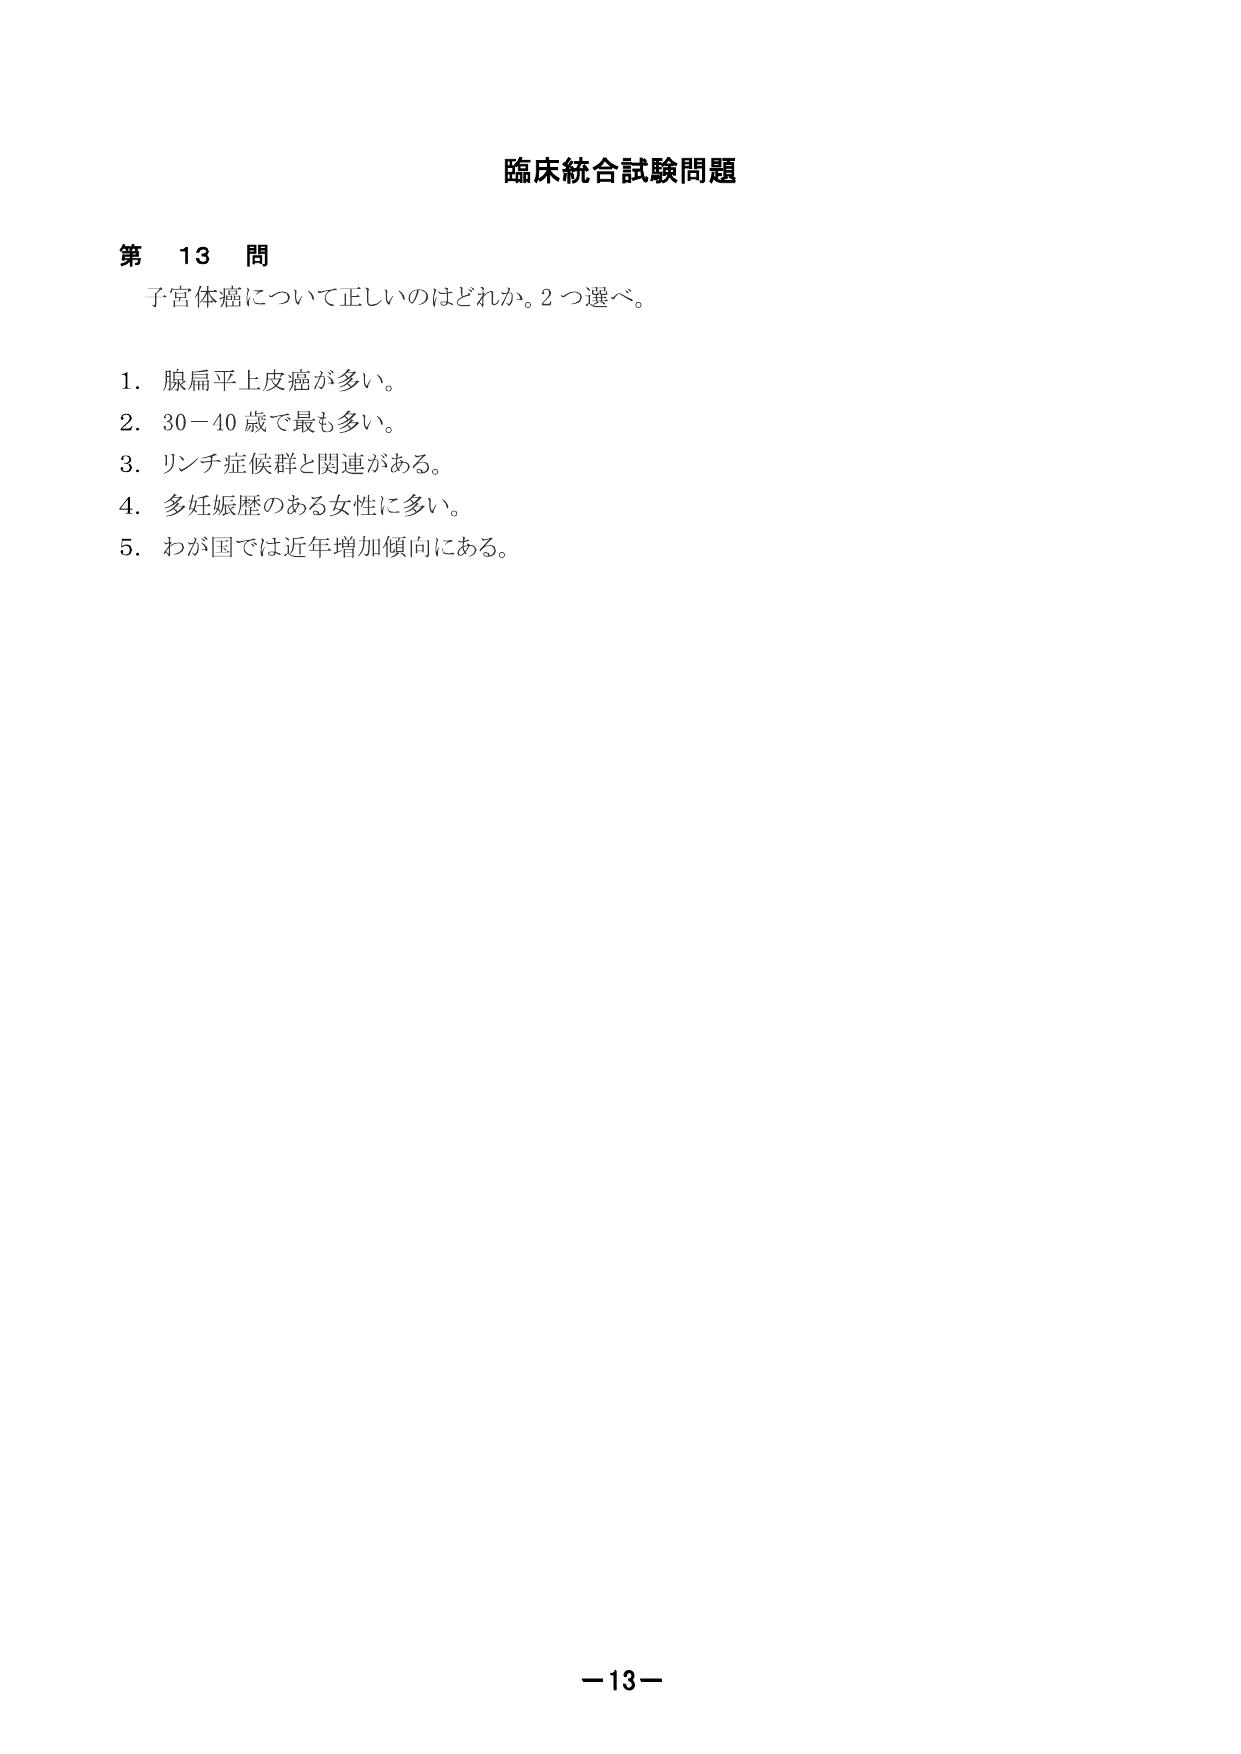 臨床統合試験問題
第 13 問
子宮体癌について正しいのはどれか。2 つ選べ。
1. 腺扁平上皮癌が多い。
2. 30－40 歳で最も多い。
3. リンチ症候群と関連がある。
4. 多妊娠歴のある女性に多い。
5. わが国では近年増加傾向にある。
－13－